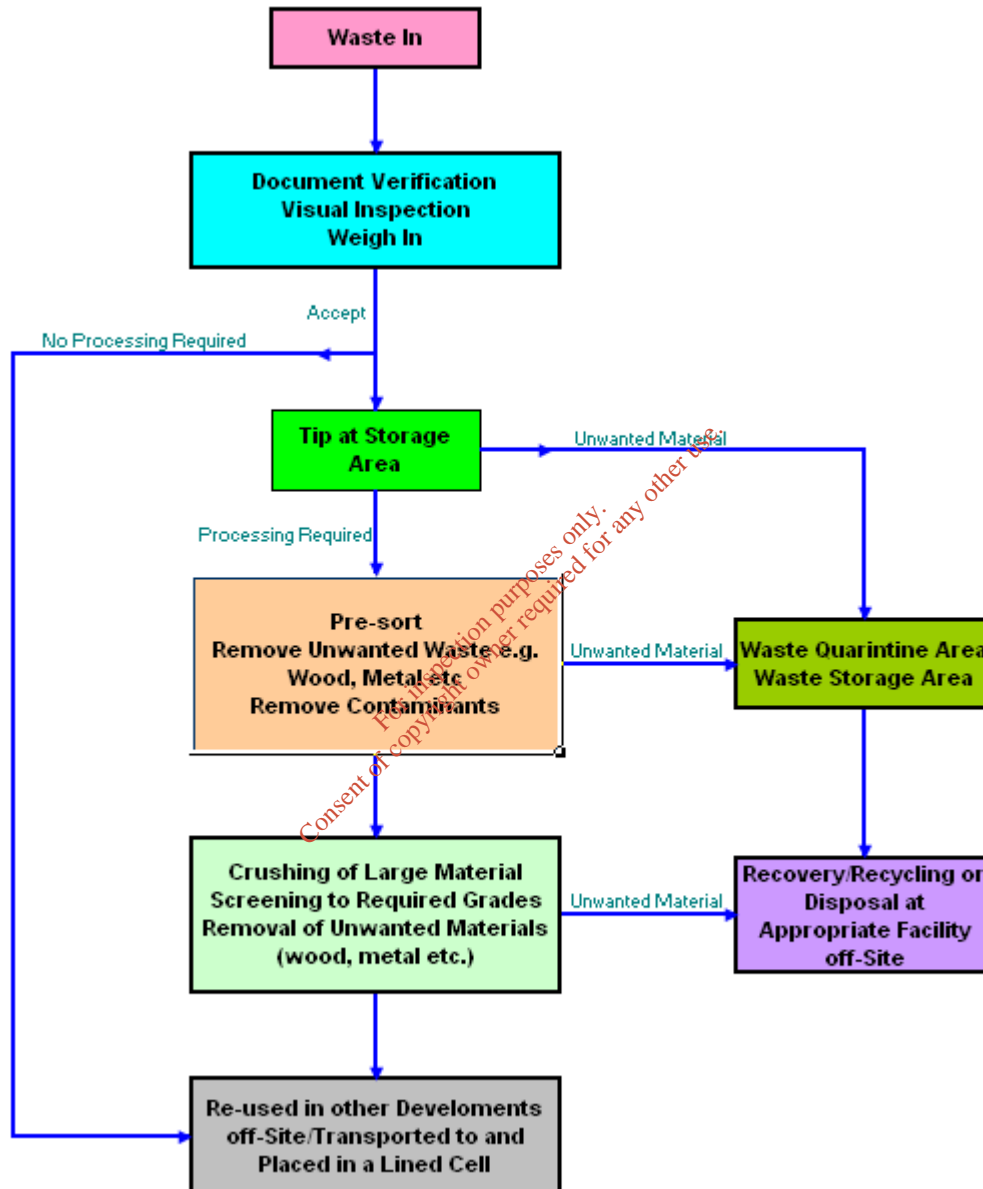 Waste In
Document Verification
Visual Inspection
Weigh In
Accept
No Processing Required
Tip at Storage
Area
Unwanted Material
Processing Required
Pre-sort
Remove Unwanted Waste e.g.
Wood, Metal etc
Remove Contaminants
Unwanted Material
Waste Quarintine Area
Waste Storage Area
Crushing of Large Material
Screening to Required Grades
Removal of Unwanted Materials
(wood, metal etc.)
Unwanted Material
Recovery/Recycling or
Disposal at
Appropriate Facility
off-Site
Re-used in other Develoments
off-Site/Transported to and
Placed in a Lined Cell
For inspection purposes only.
Consent of copyright owner required for any other use.